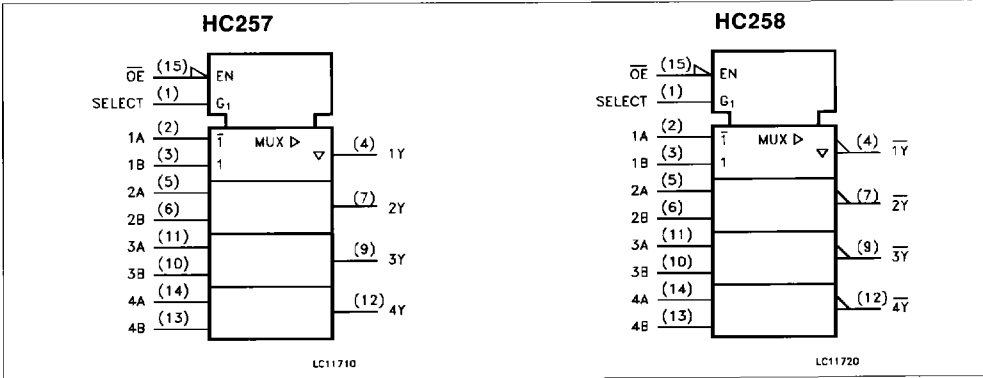 HC257
OE (15) EN
SELECT (1) G1
1A (2) 1 MUX ▷ ▽ (4) 1Y
1B (3) 1
2A (5)
(7) 2Y
2B (6)
3A (11)
(9) 3Y
3B (10)
4A (14)
(12) 4Y
4B (13)
LC11710
HC258
OE (15) EN
SELECT (1) G1
1A (2) 1 MUX ▷ ▽ (4) 1Y
1B (3) 1
2A (5)
(7) 2Y
2B (6)
3A (11)
(9) 3Y
3B (10)
4A (14)
(12) 4Y
4B (13)
LC11720